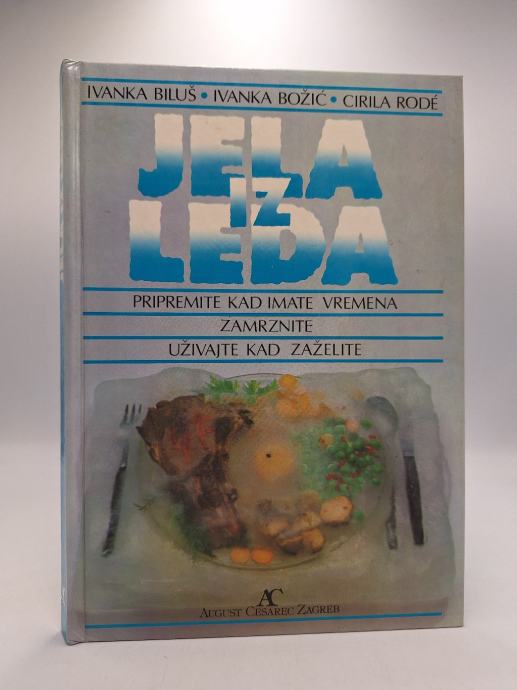 IVANKA BILUŠ • IVANKA BOŽIĆ • CIRILA RODÉ
JELA
IZ
LEDA
PRIPREMITE KAD IMATE VREMENA
ZAMRZNITE
UŽIVAJTE KAD ZAŽELITE
AC
AUGUST CESAREC ZAGREB